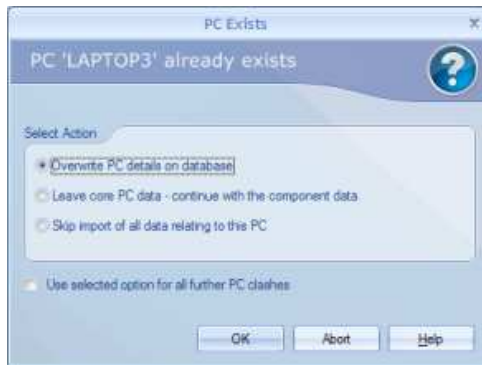 PC Exists
PC 'LAPTOP3' already exists
Select Action
Overwrite PC details on database
Leave core PC data - continue with the component data
Skip import of all data relating to this PC
Use selected option for all further PC clashes
OK Abort Help